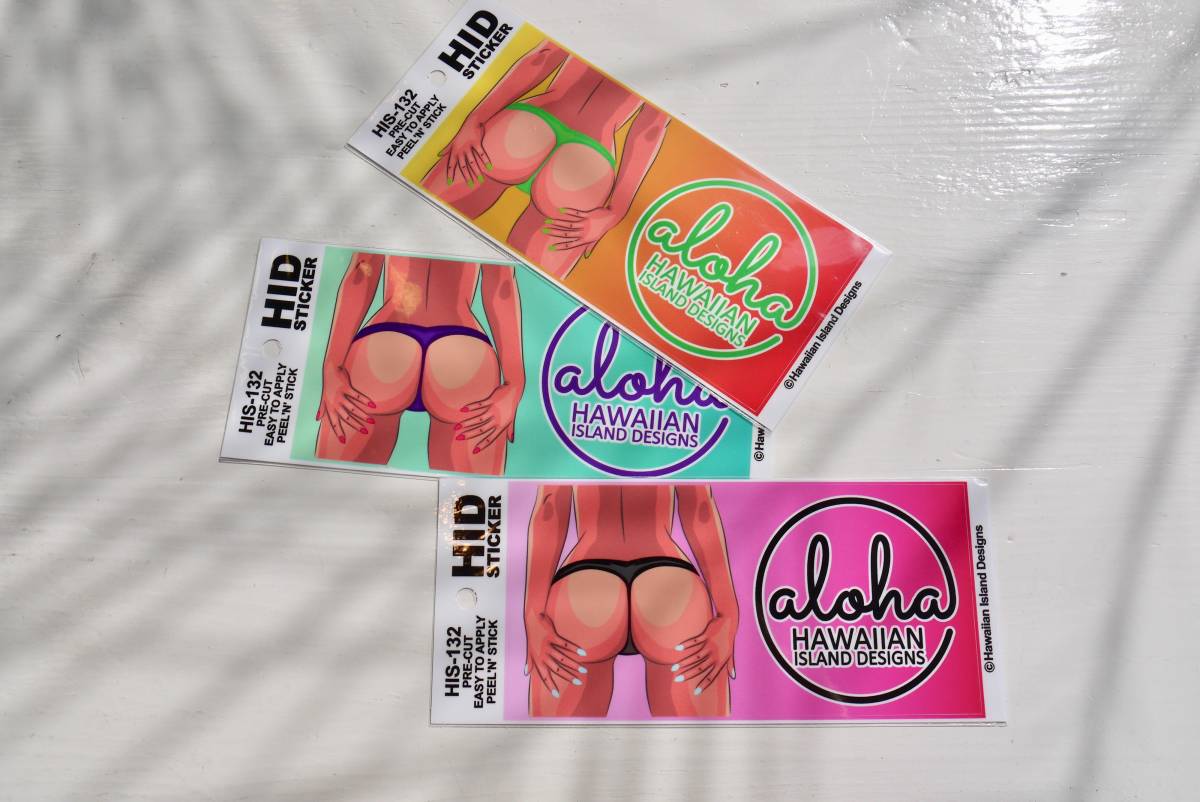 HID
STICKER
HIS-132
PRE-CUT
EASY TO APPLY
PEEL'N' STICK
aloha
HAWAIIAN
ISLAND DESIGNS
©Hawaiian Island Designs
HID
STICKER
HIS-132
PRE-CUT
EASY TO APPLY
PEEL'N' STICK
aloha
HAWAIIAN
ISLAND DESIGNS
©Haw
HID
STICKER
HIS-132
PRE-CUT
EASY TO APPLY
PEEL'N' STICK
aloha
HAWAIIAN
ISLAND DESIGNS
©Hawaiian Island Designs